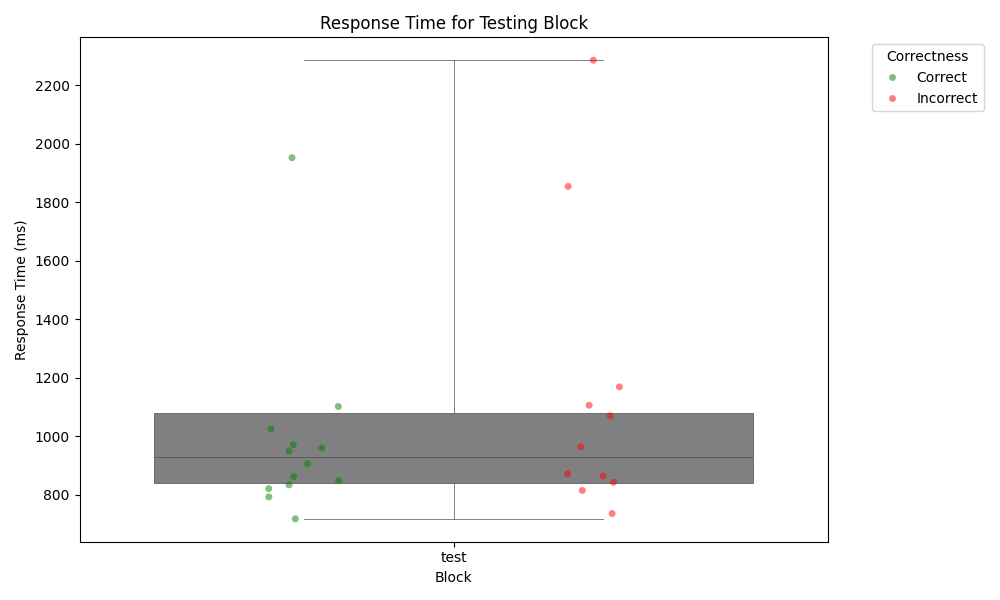 Response Time for Testing Block
Correctness
Correct
Incorrect
Response Time (ms)
2200
2000
1800
1600
1400
1200
1000
800
test
Block